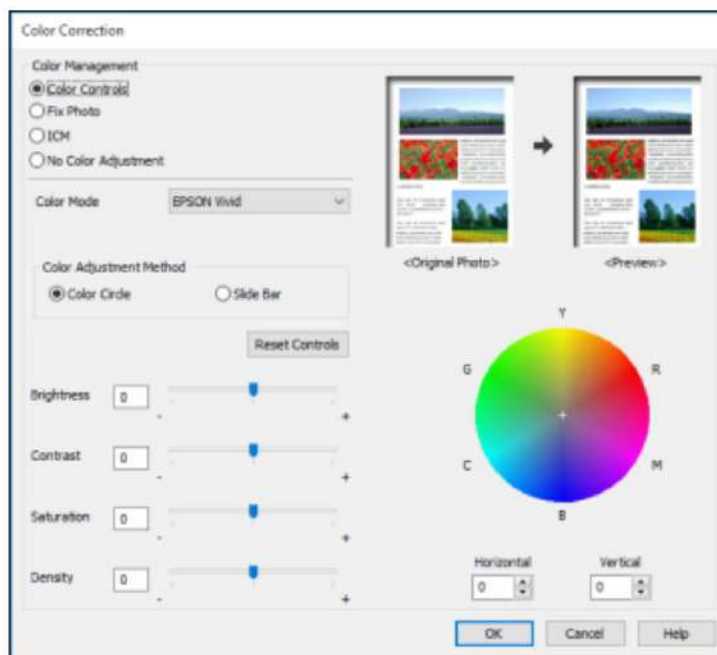 Color Correction
Color Management
Color Controls
Fix Photo
ICM
No Color Adjustment
Color Mode
EPSON Vivid
Color Adjustment Method
Color Circle
Slide Bar
Reset Controls
Brightness
0
-
+
Contrast
0
-
+
Saturation
0
-
+
Density
0
-
+
<Original Photo>
<Preview>
Y
G
R
C
M
B
Horizontal
Vertical
0
0
OK
Cancel
Help